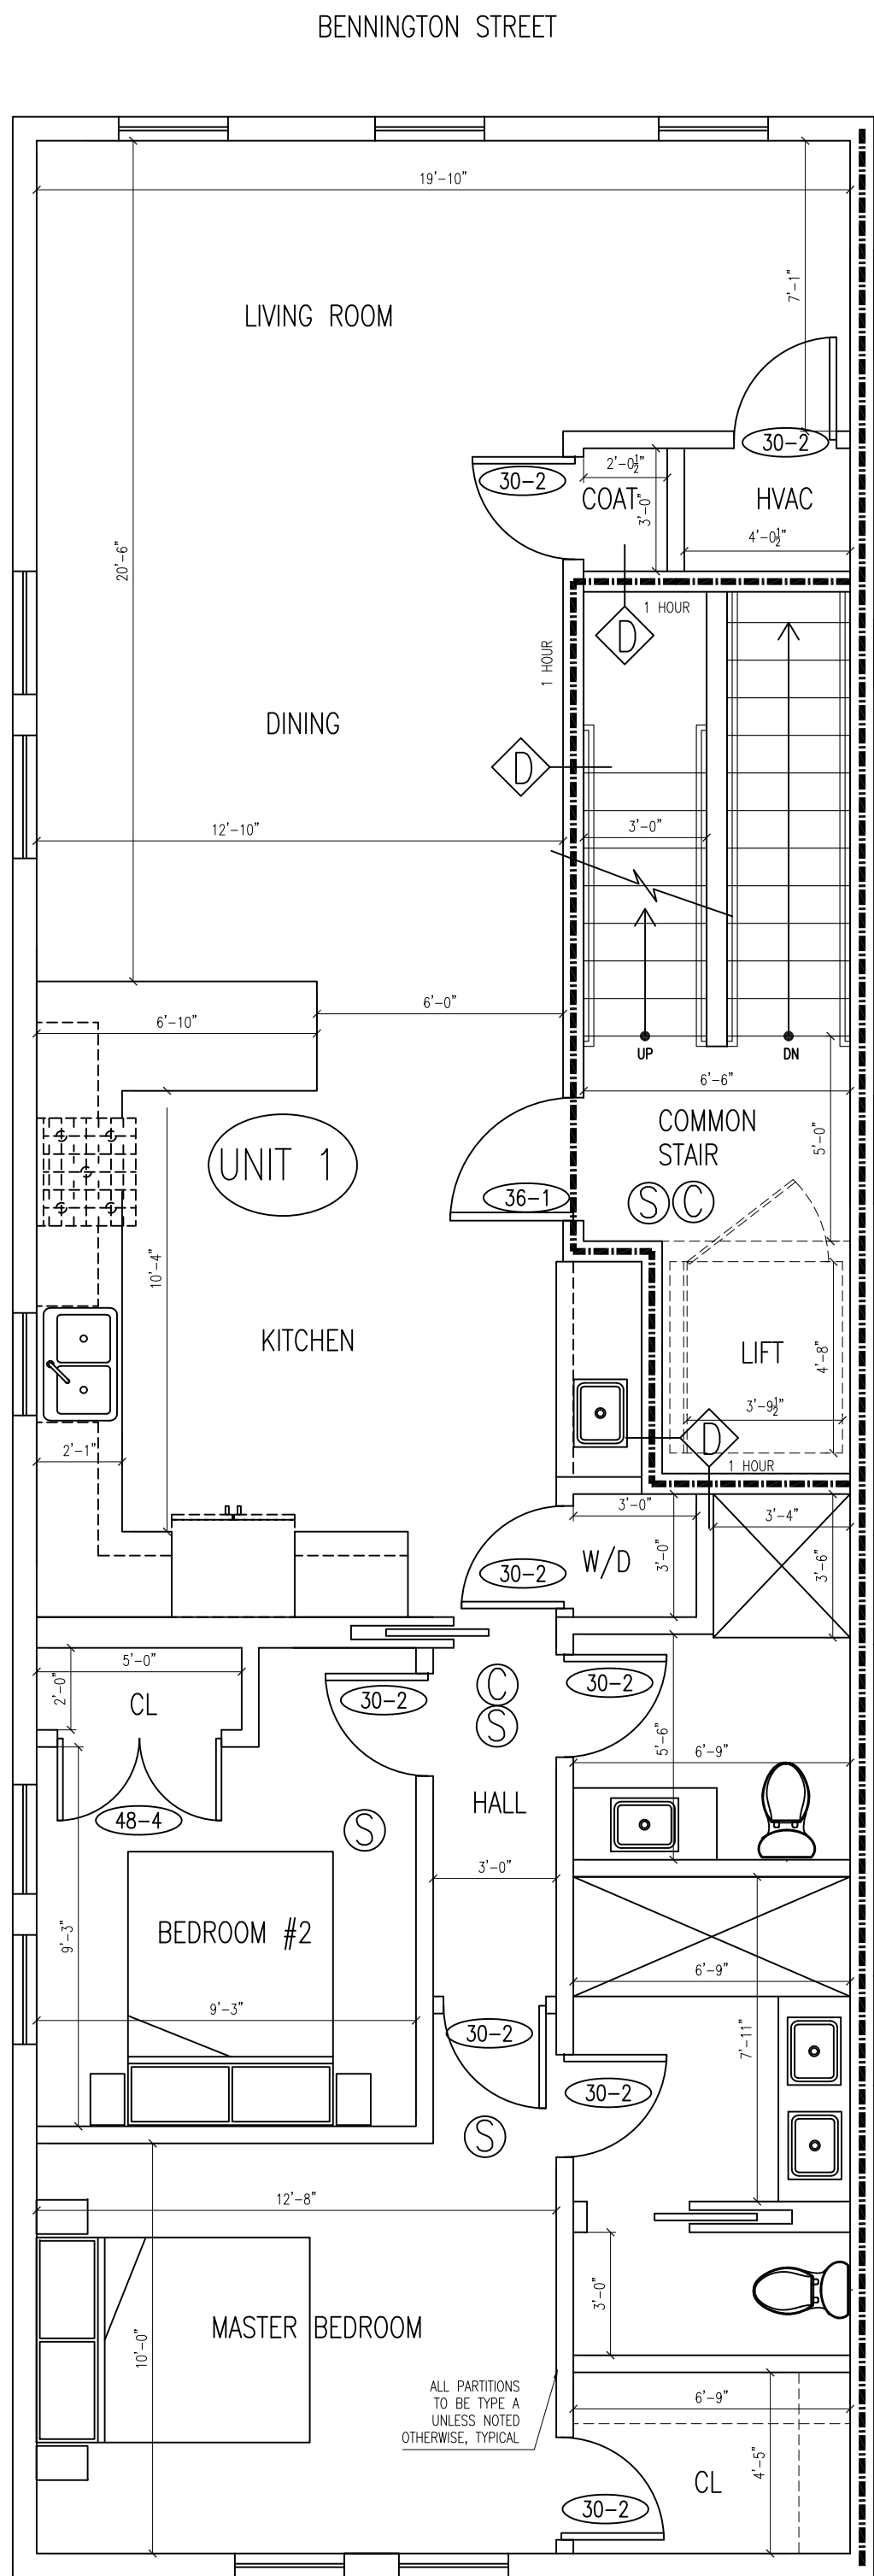 BENNINGTON STREET
19'-10"
7'-1"
LIVING ROOM
30-2
30-2
2'-0½"
COAT
3'-0"
HVAC
4'-0½"
20'-6"
1 HOUR
D
1 HOUR
DINING
D
12'-10"
3'-0"
6'-0"
6'-10"
UP
DN
6'-6"
COMMON
STAIR
5'-0"
UNIT 1
36-1
S
C
10'-4"
KITCHEN
LIFT
4'-8"
3'-9½"
D
2'-1"
1 HOUR
3'-0"
3'-4"
30-2
W/D
3'-0"
3'-6"
5'-0"
2'-0"
CL
30-2
C
S
30-2
5'-6"
6'-9"
48-4
S
HALL
3'-0"
BEDROOM #2
9'-3"
9'-3"
6'-9"
30-2
7'-11"
30-2
S
12'-8"
3'-0"
MASTER BEDROOM
10'-0"
ALL PARTITIONS
TO BE TYPE A
UNLESS NOTED
OTHERWISE, TYPICAL
6'-9"
CL
4'-5"
30-2